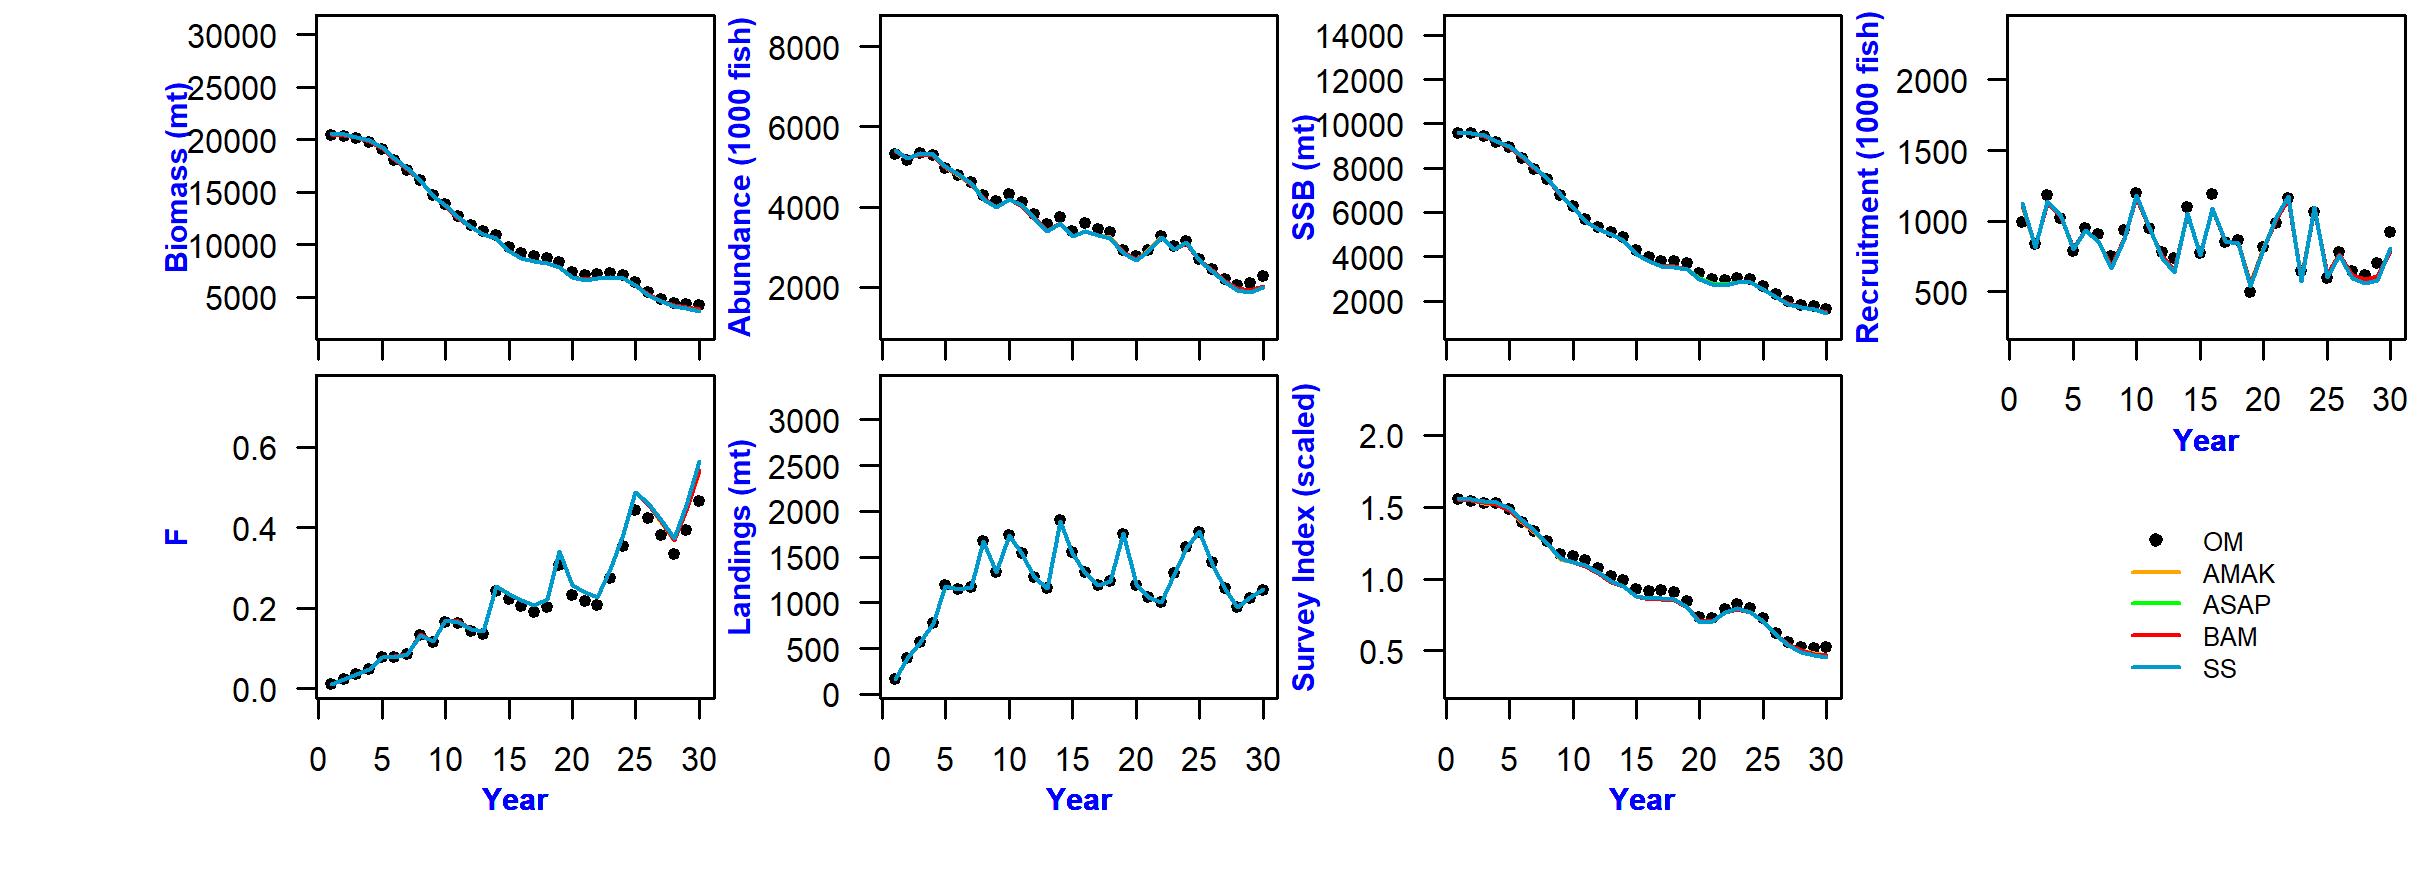 Biomass (mt)
30000
25000
20000
15000
10000
5000
Abundance (1000 fish)
8000
6000
4000
2000
SSB (mt)
14000
12000
10000
8000
6000
4000
2000
Recruitment (1000 fish)
2000
1500
1000
500
0 5 10 15 20 25 30
Year
F
0.6
0.4
0.2
0.0
0 5 10 15 20 25 30
Year
Landings (mt)
3000
2500
2000
1500
1000
500
0
0 5 10 15 20 25 30
Year
Survey Index (scaled)
2.0
1.5
1.0
0.5
0 5 10 15 20 25 30
Year
OM
AMAK
ASAP
BAM
SS